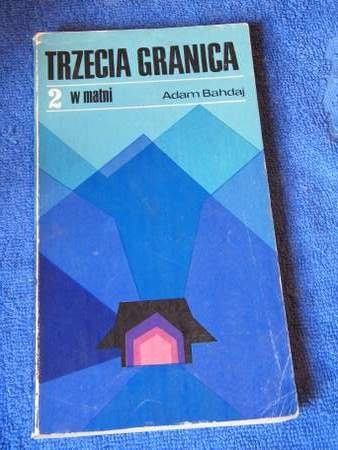 TRZECIA GRANICA
2 w matni
Adam Bahdaj